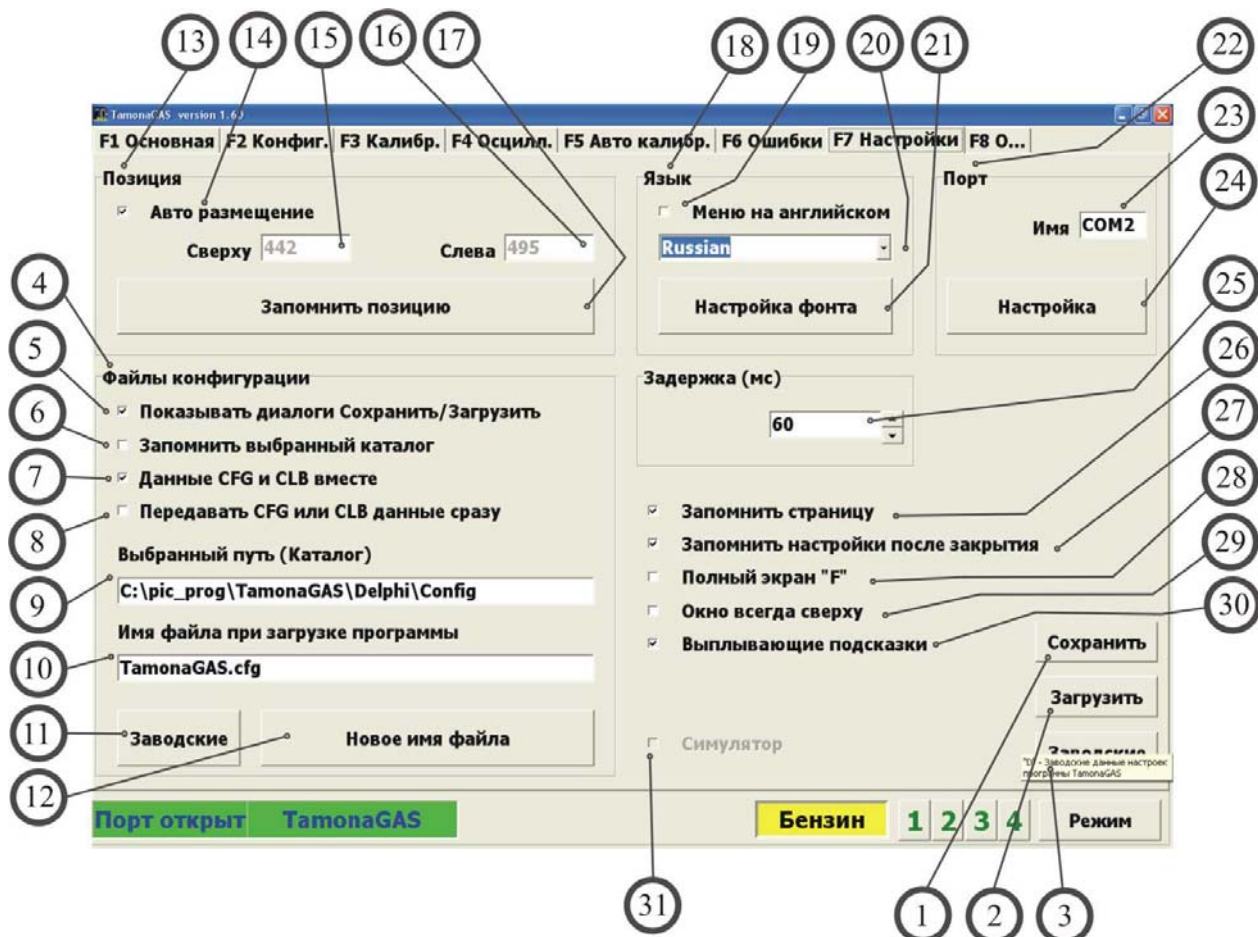 13 14 15 16 17 18 19 20 21 22
TamonaGAS version 1.60
23
F1 Основная F2 Конфиг. F3 Калибр. F4 Осцилл. F5 Авто калибр. F6 Ошибки F7 Настройки F8 О...
Позиция Язык Порт
24
Авто размещение Меню на английском
Имя COM2
Сверху 442 Слева 495 Russian
4
25
Запомнить позицию Настройка фонта Настройка
5
26
Файлы конфигурации Задержка (мс)
6
Показывать диалоги Сохранить/Загрузить
60
27
Запомнить выбранный каталог
7
Данные CFG и CLB вместе
28
8
Передавать CFG или CLB данные сразу Запомнить страницу
Запомнить настройки после закрытия
29
Выбранный путь (Каталог)
Полный экран "F"
9
C:\pic_prog\TamonaGAS\Delphi\Config
Окно всегда сверху
30
Имя файла при загрузке программы
Выплывающие подсказки Сохранить
10
TamonaGAS.cfg
Загрузить
11
Заводские Новое имя файла Симулятор
Заводские
"D" - Заводские данные настроек
программы TamonaGAS
12
Порт открыт TamonaGAS Бензин 1 2 3 4 Режим
31 1 2 3